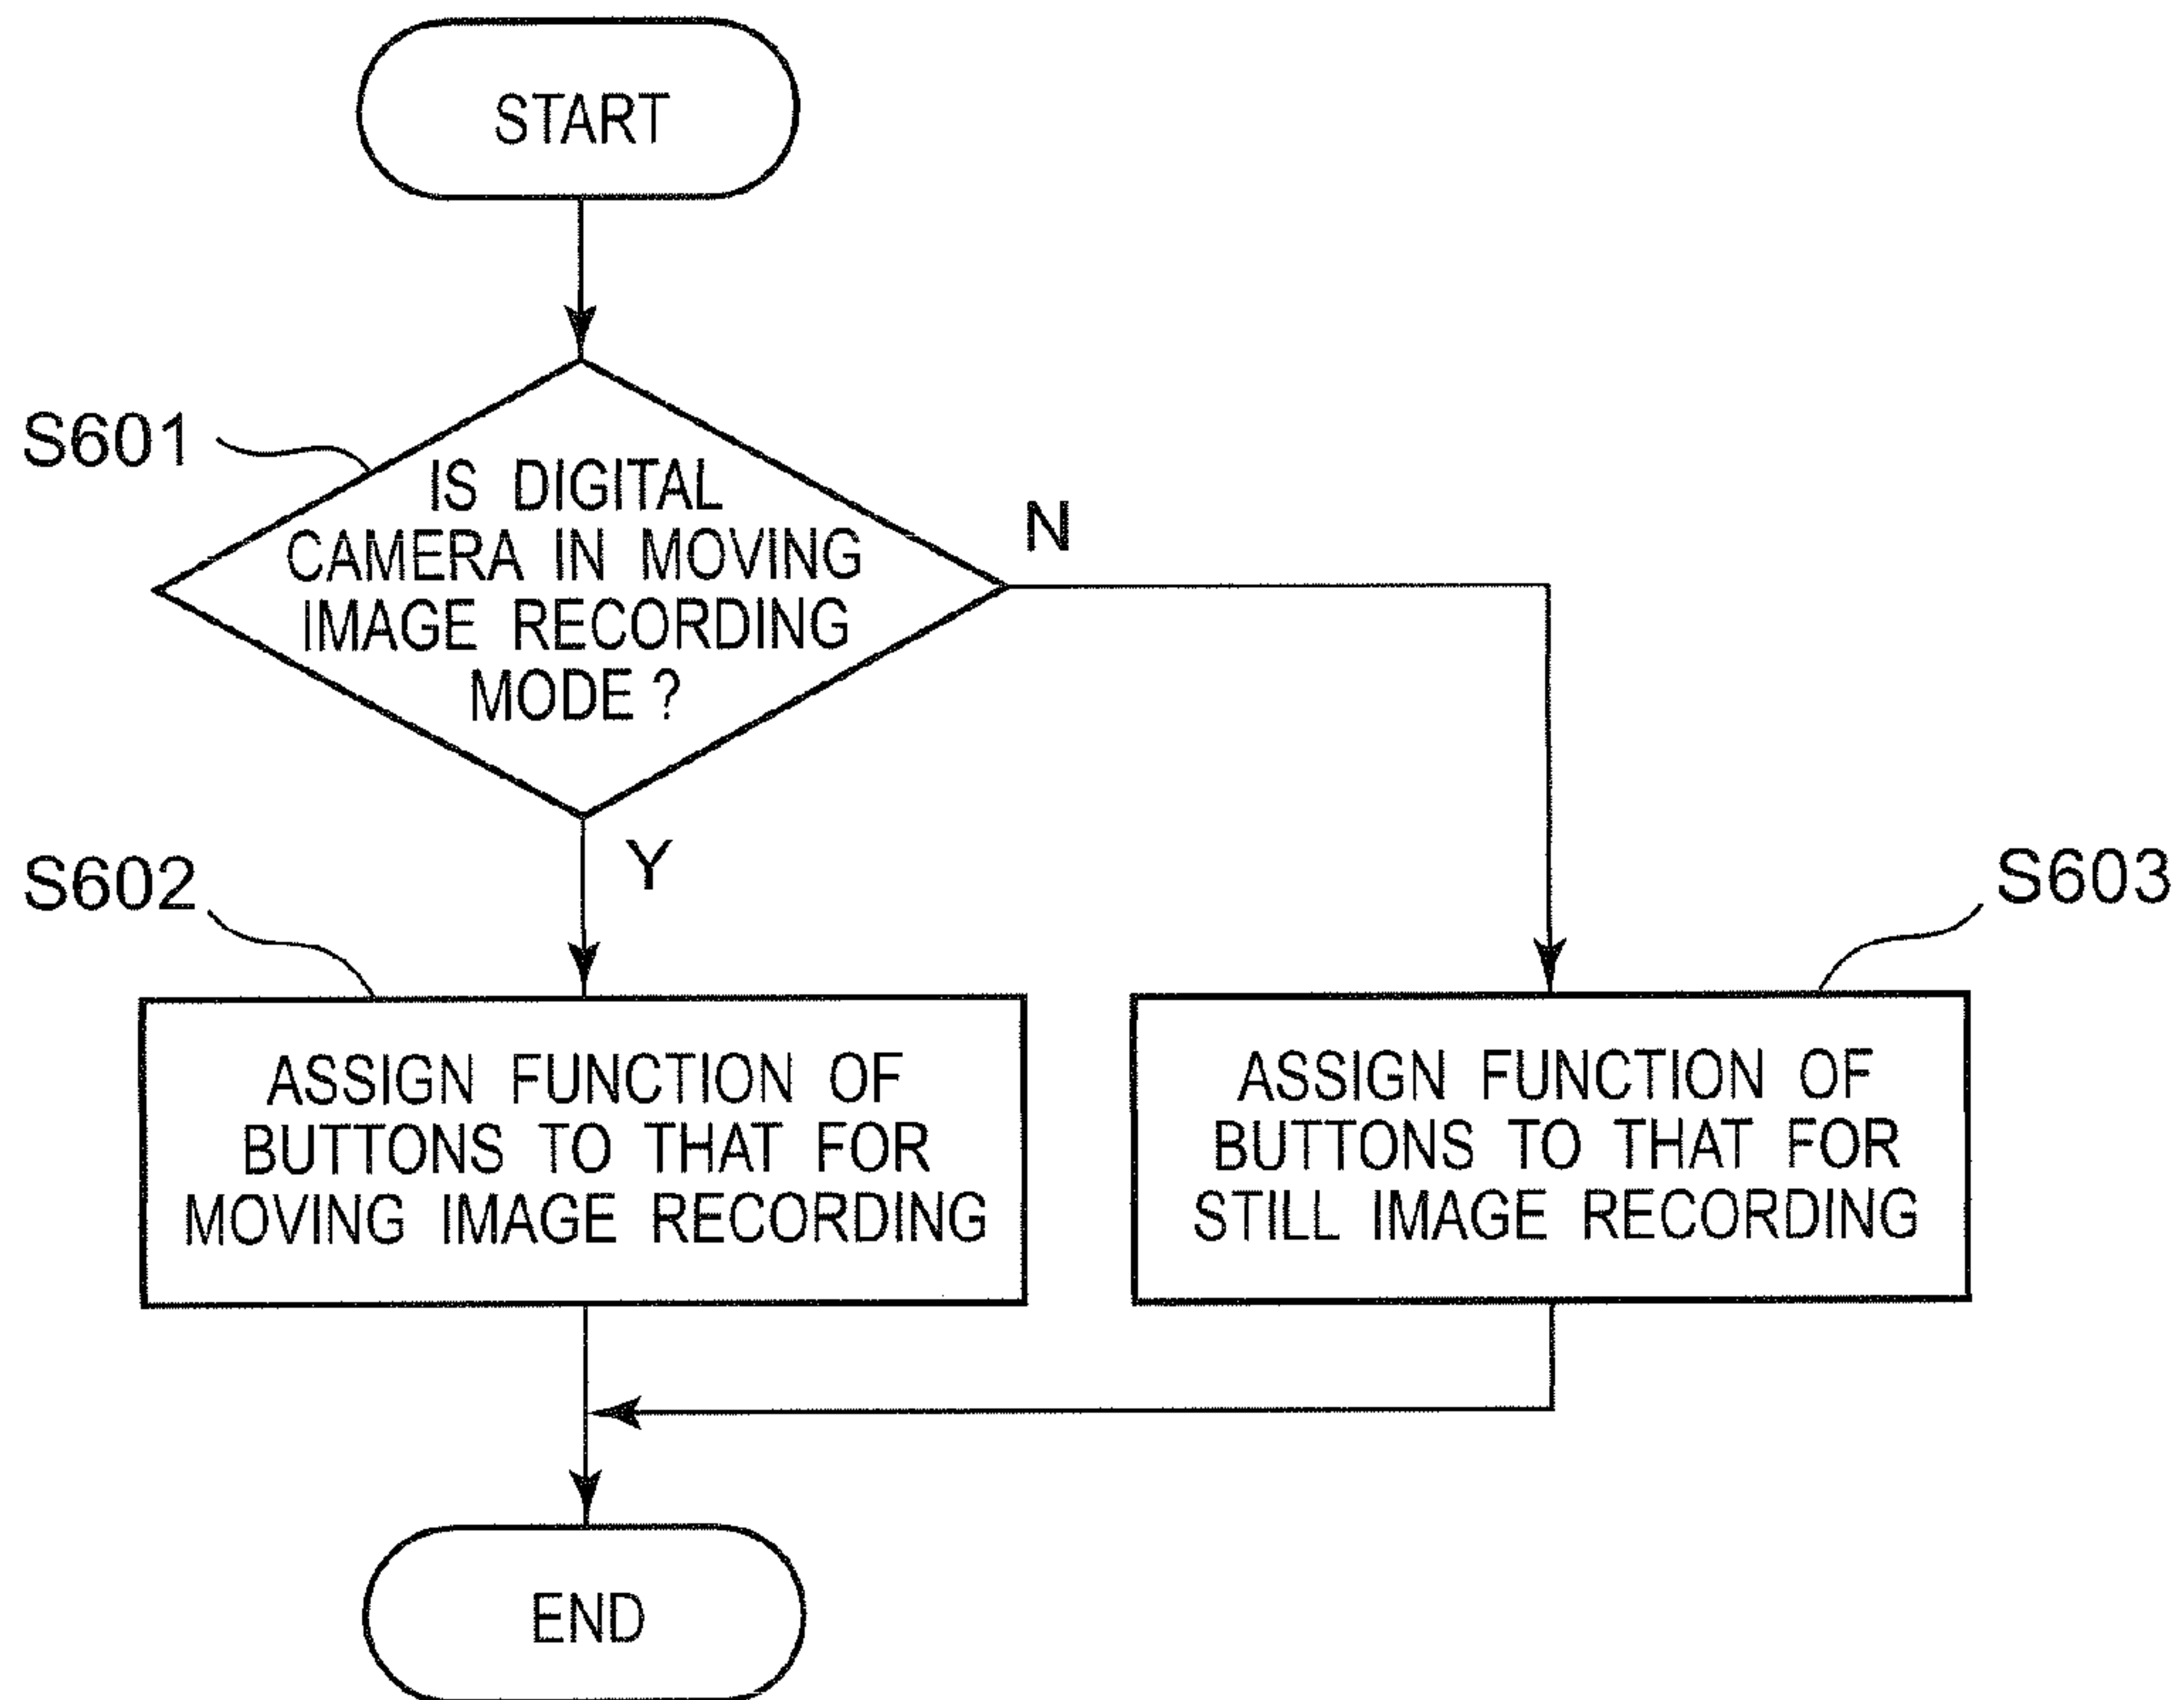 START
S601
IS DIGITAL
CAMERA IN MOVING
IMAGE RECORDING
MODE ?
N
Y
S602
ASSIGN FUNCTION OF
BUTTONS TO THAT FOR
MOVING IMAGE RECORDING
S603
ASSIGN FUNCTION OF
BUTTONS TO THAT FOR
STILL IMAGE RECORDING
END